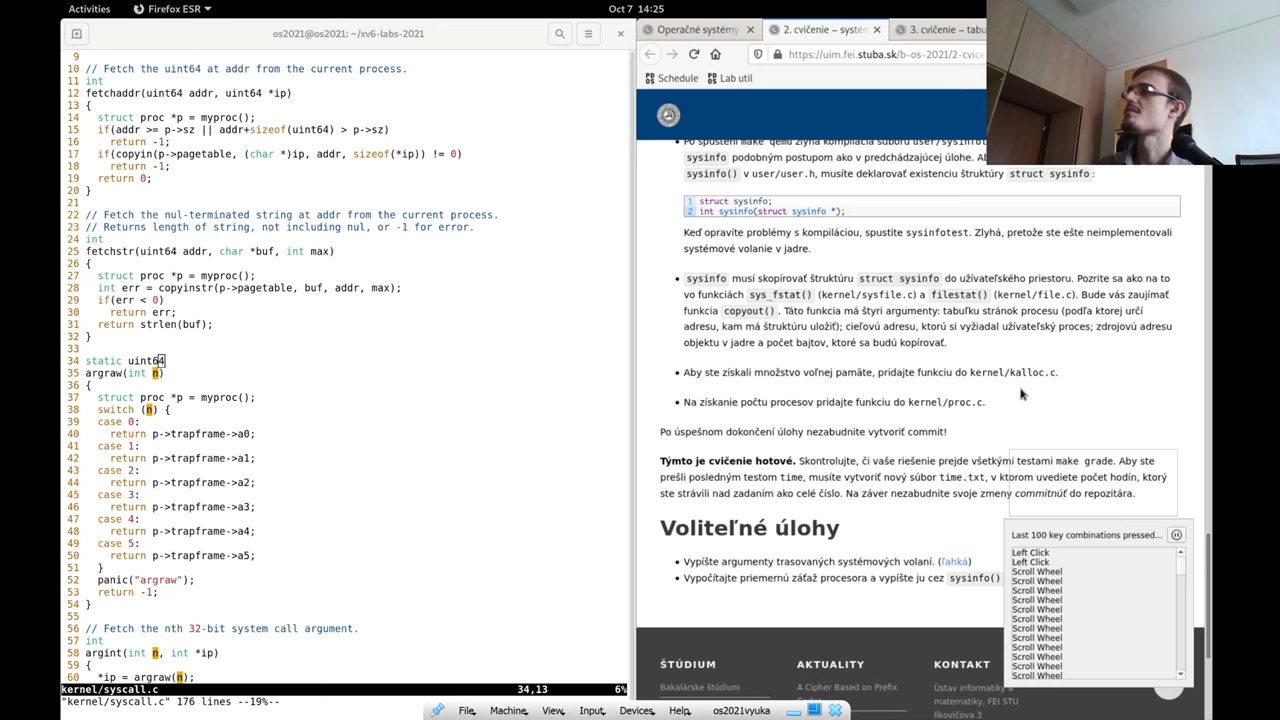 Activities
Firefox ESR
Oct 7 14:25
os2021@os2021: ~/xv6-labs-2021
9
10 // Fetch the uint64 at addr from the current process.
11 int
12 fetchaddr(uint64 addr, uint64 *ip)
13 {
14   struct proc *p = myproc();
15   if(addr >= p->sz || addr+sizeof(uint64) > p->sz)
16     return -1;
17   if(copyin(p->pagetable, (char *)ip, addr, sizeof(*ip)) != 0)
18     return -1;
19   return 0;
20 }
21
22 // Fetch the nul-terminated string at addr from the current process.
23 // Returns length of string, not including nul, or -1 for error.
24 int
25 fetchstr(uint64 addr, char *buf, int max)
26 {
27   struct proc *p = myproc();
28   int err = copyinstr(p->pagetable, buf, addr, max);
29   if(err < 0)
30     return err;
31   return strlen(buf);
32 }
33
34 static uint64
35 argraw(int n)
36 {
37   struct proc *p = myproc();
38   switch (n) {
39   case 0:
40     return p->trapframe->a0;
41   case 1:
42     return p->trapframe->a1;
43   case 2:
44     return p->trapframe->a2;
45   case 3:
46     return p->trapframe->a3;
47   case 4:
48     return p->trapframe->a4;
49   case 5:
50     return p->trapframe->a5;
51   }
52   panic("argraw");
53   return -1;
54 }
55
56 // Fetch the nth 32-bit system call argument.
57 int
58 argint(int n, int *ip)
59 {
60   *ip = argraw(n);
kernel/syscall.c 34,13 6%
"kernel/syscall.c" 176 lines --19%--
Operačné systémy
2. cvičenie – systém
3. cvičenie – tabu
https://uim.fei.stuba.sk/b-os-2021/2-cvice
Schedule
Lab util
Po spustení make qemu zlyhá kompilácia súboru user/sysinfot
sysinfo podobným postupom ako v predchádzajúcej úlohe. Ab
sysinfo() v user/user.h, musíte deklarovať existenciu štruktúry struct sysinfo :
1 struct sysinfo;
2 int sysinfo(struct sysinfo *);
Keď opravíte problémy s kompiláciou, spustite sysinfotest. Zlyhá, pretože ste ešte neimplementovali
systémové volanie v jadre.
sysinfo musí skopírovať štruktúru struct sysinfo do užívateľského priestoru. Pozrite sa ako na to
vo funkciách sys_fstat() (kernel/sysfile.c) a filestat() (kernel/file.c). Bude vás zaujímať
funkcia copyout() . Táto funkcia má štyri argumenty: tabuľku stránok procesu (podľa ktorej určí
adresu, kam má štruktúru uložiť); cieľovú adresu, ktorú si vyžiadal užívateľský proces; zdrojovú adresu
objektu v jadre a počet bajtov, ktoré sa budú kopírovať.
Aby ste získali množstvo voľnej pamäte, pridajte funkciu do kernel/kalloc.c.
Na získanie počtu procesov pridajte funkciu do kernel/proc.c.
Po úspešnom dokončení úlohy nezabudnite vytvoriť commit!
Týmto je cvičenie hotové. Skontrolujte, či vaše riešenie prejde všetkými testami make grade. Aby ste
prešli posledným testom time, musíte vytvoriť nový súbor time.txt, v ktorom uvediete počet hodín, ktorý
ste strávili nad zadaním ako celé číslo. Na záver nezabudnite svoje zmeny commitnúť do repozitára.
Voliteľné úlohy
Vypíšte argumenty trasovaných systémových volaní. (ľahká)
Vypočítajte priemernú záťaž procesora a vypíšte ju cez sysinfo()
Last 100 key combinations pressed...
Left Click
Left Click
Scroll Wheel
Scroll Wheel
Scroll Wheel
Scroll Wheel
Scroll Wheel
Scroll Wheel
Scroll Wheel
Scroll Wheel
Scroll Wheel
Scroll Wheel
Scroll Wheel
Scroll Wheel
ŠTÚDIUM
Bakalárske štúdium
AKTUALITY
A Cipher Based on Prefix
KONTAKT
Ústav informatiky a
matematiky, FEI STU
Ilkovičova 3
File Machine View Input Devices Help os2021vyuka